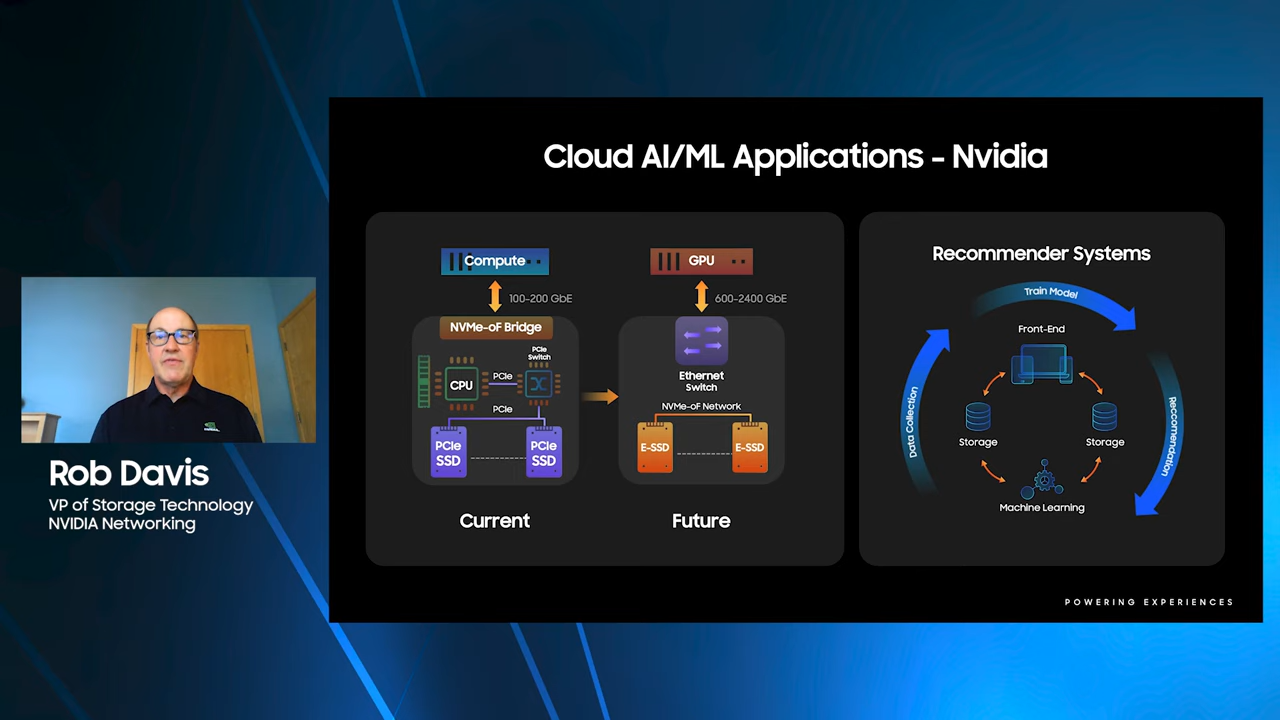 Cloud AI/ML Applications - Nvidia
Compute
100-200 GbE
NVMe-oF Bridge
PCIe
Switch
CPU
PCIe
PCIe
PCIe
SSD
PCIe
SSD
Current
GPU
600-2400 GbE
Ethernet
Switch
NVMe-oF Network
E-SSD
E-SSD
Future
Recommender Systems
Train Model
Front-End
Data Collection
Reccomendation
Storage
Storage
Machine Learning
POWERING EXPERIENCES
Rob Davis
VP of Storage Technology
NVIDIA Networking